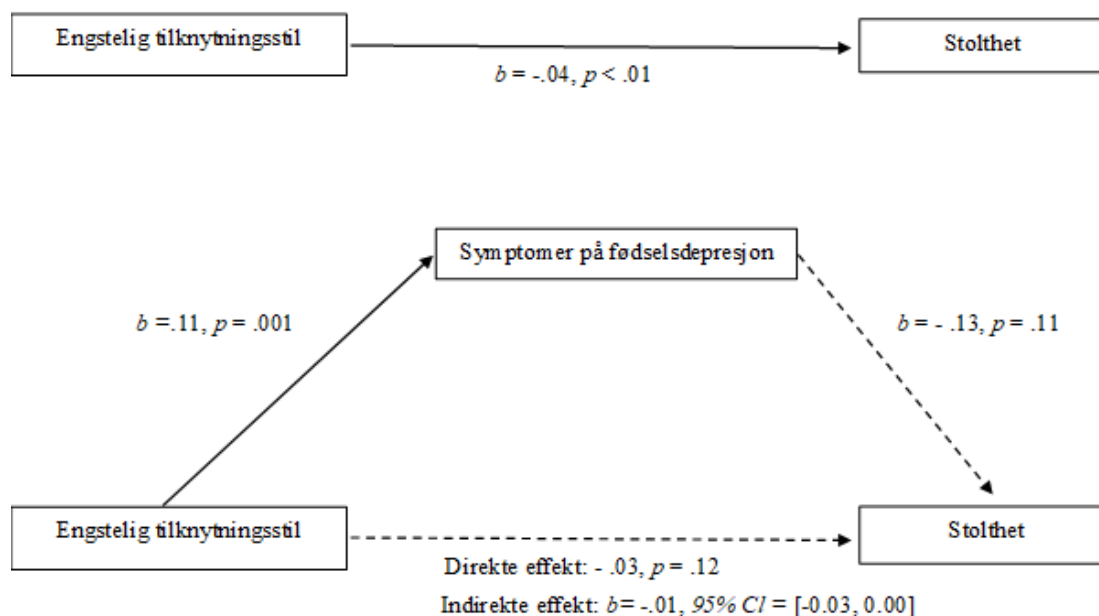 Engstelig tilknytningsstil
Stolthet
b = -.04, p < .01
Symptomer på fødselsdepresjon
b =.11, p = .001
b = - .13, p = .11
Engstelig tilknytningsstil
Stolthet
Direkte effekt: - .03, p = .12
Indirekte effekt: b= -.01, 95% CI = [-0.03, 0.00]